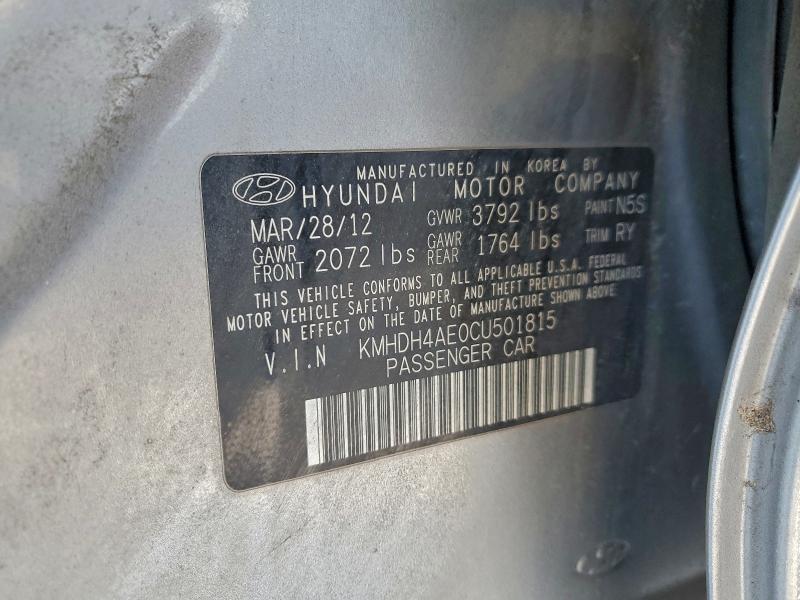 MANUFACTURED IN KOREA BY
HYUNDAI MOTOR COMPANY
MAR/28/12 GVWR 3792 lbs PAINT N5S
GAWR FRONT 2072 lbs GAWR REAR 1764 lbs TRIM RY
THIS VEHICLE CONFORMS TO ALL APPLICABLE U.S.A. FEDERAL
MOTOR VEHICLE SAFETY, BUMPER, AND THEFT PREVENTION STANDARDS
IN EFFECT ON THE DATE OF MANUFACTURE SHOWN ABOVE.
V.I.N KMHDH4AE0CU501815
PASSENGER CAR